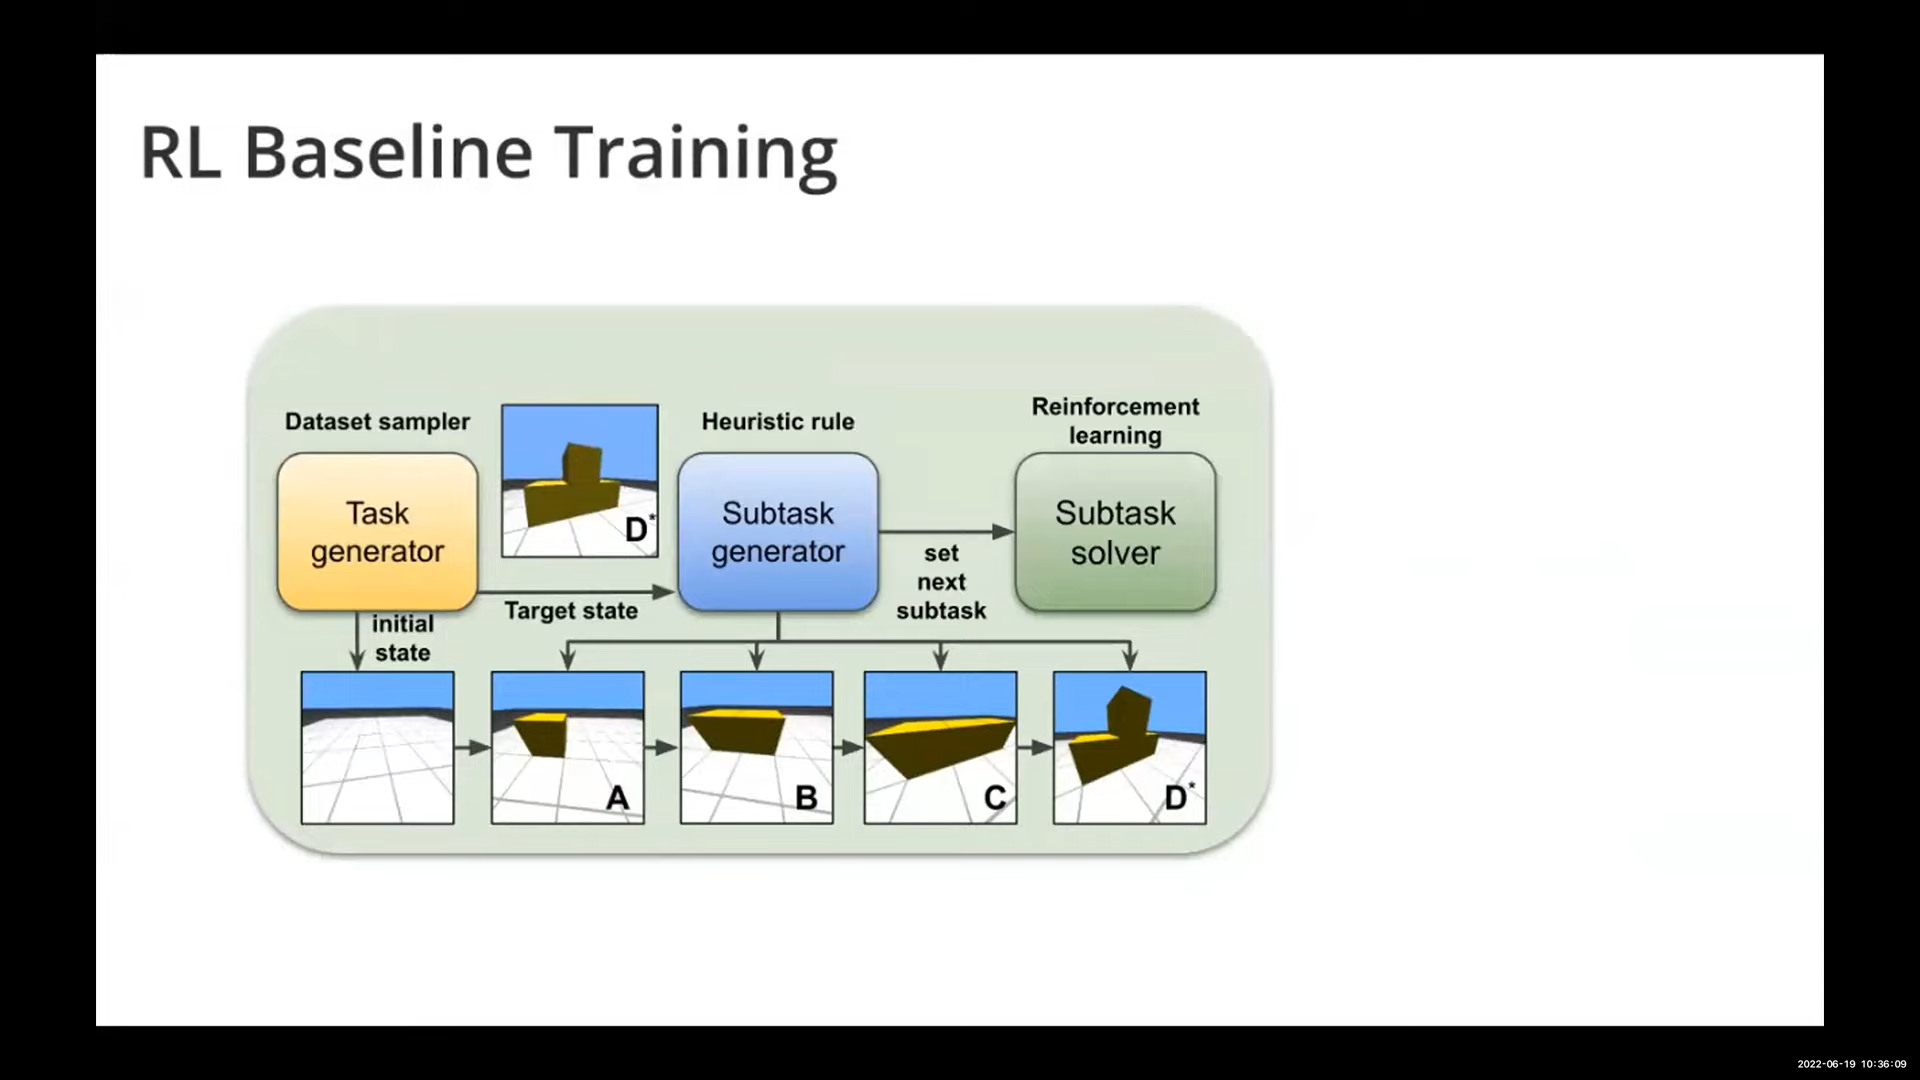 RL Baseline Training
Dataset sampler
Heuristic rule
Reinforcement
learning
Task
generator
D*
Subtask
generator
Subtask
solver
set
next
subtask
Target state
initial
state
A
B
C
D*
2022-06-19 10:36:09